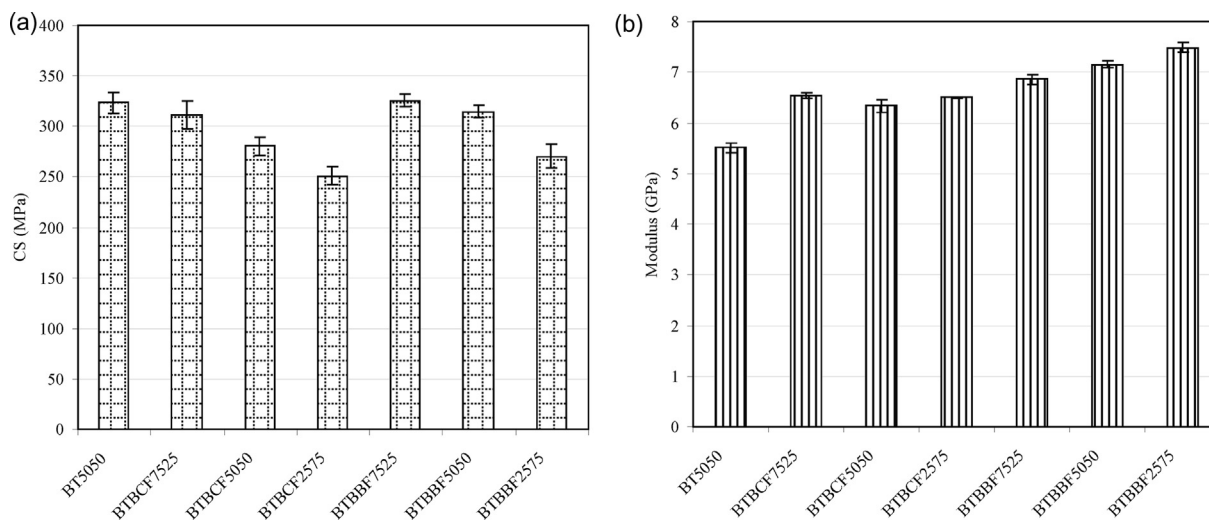 (a)
CS (MPa)
400
350
300
250
200
150
100
50
0
BT5050
BTBCF7525
BTBCF5050
BTBCF2575
BTBBF7525
BTBBF5050
BTBBF2575
(b)
Modulus (GPa)
8
7
6
5
4
3
2
1
0
BT5050
BTBCF7525
BTBCF5050
BTBCF2575
BTBBF7525
BTBBF5050
BTBBF2575